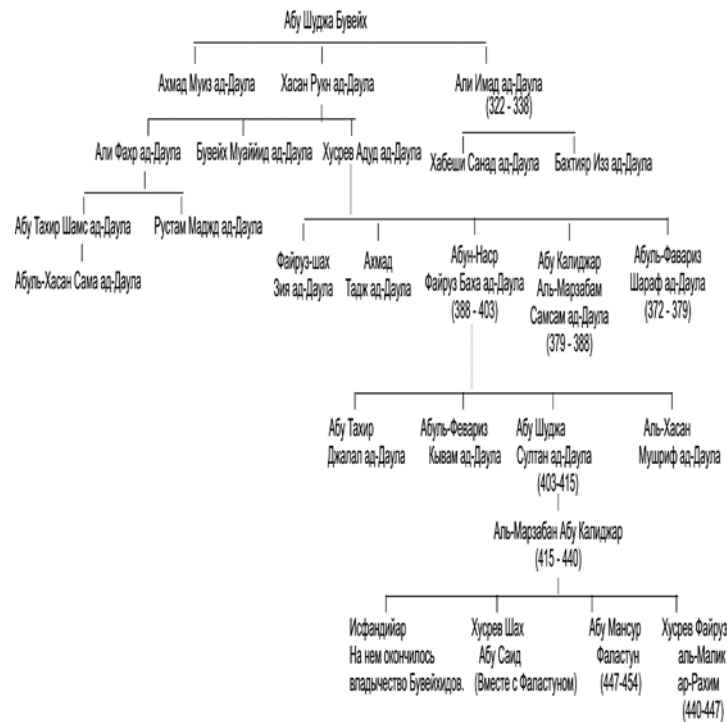 Абу Шуджа Бувейх
Ахмад Муиз ад-Даула
Хасан Рукн ад-Даула
Али Имад ад-Даула
(322 - 338)
Али Фахр ад-Даула
Бувейх Муаййид ад-Даула
Хусрев Адуд ад-Даула
Хабеши Санад ад-Даула
Бахтияр Изз ад-Даула
Абу Тахир Шамс ад-Даула
Рустам Маджд ад-Даула
Абуль-Хасан Сама ад-Даула
Файруз-шах
Зия ад-Даула
Ахмад
Тадж ад-Даула
Абун-Наср
Файруз Баха ад-Даула
(388 - 403)
Абу Калиджар
Аль-Марзабам
Самсам ад-Даула
(379 - 388)
Абуль-Фавариз
Шараф ад-Даула
(372 - 379)
Абу Тахир
Джалал ад-Даула
Абуль-Февариз
Кывам ад-Даула
Абу Шуджа
Султан ад-Даула
(403-415)
Аль-Хасан
Мушриф ад-Даула
Аль-Марзабан Абу Калиджар
(415 - 440)
Исфандийар
На нем окончилось
владычество Бувейхидов.
Хусрев Шах
Абу Саид
(Вместе с Фаластуном)
Абу Мансур
Фаластун
(447-454)
Хусрев Файруз
аль-Малик
ар-Рахим
(440-447)